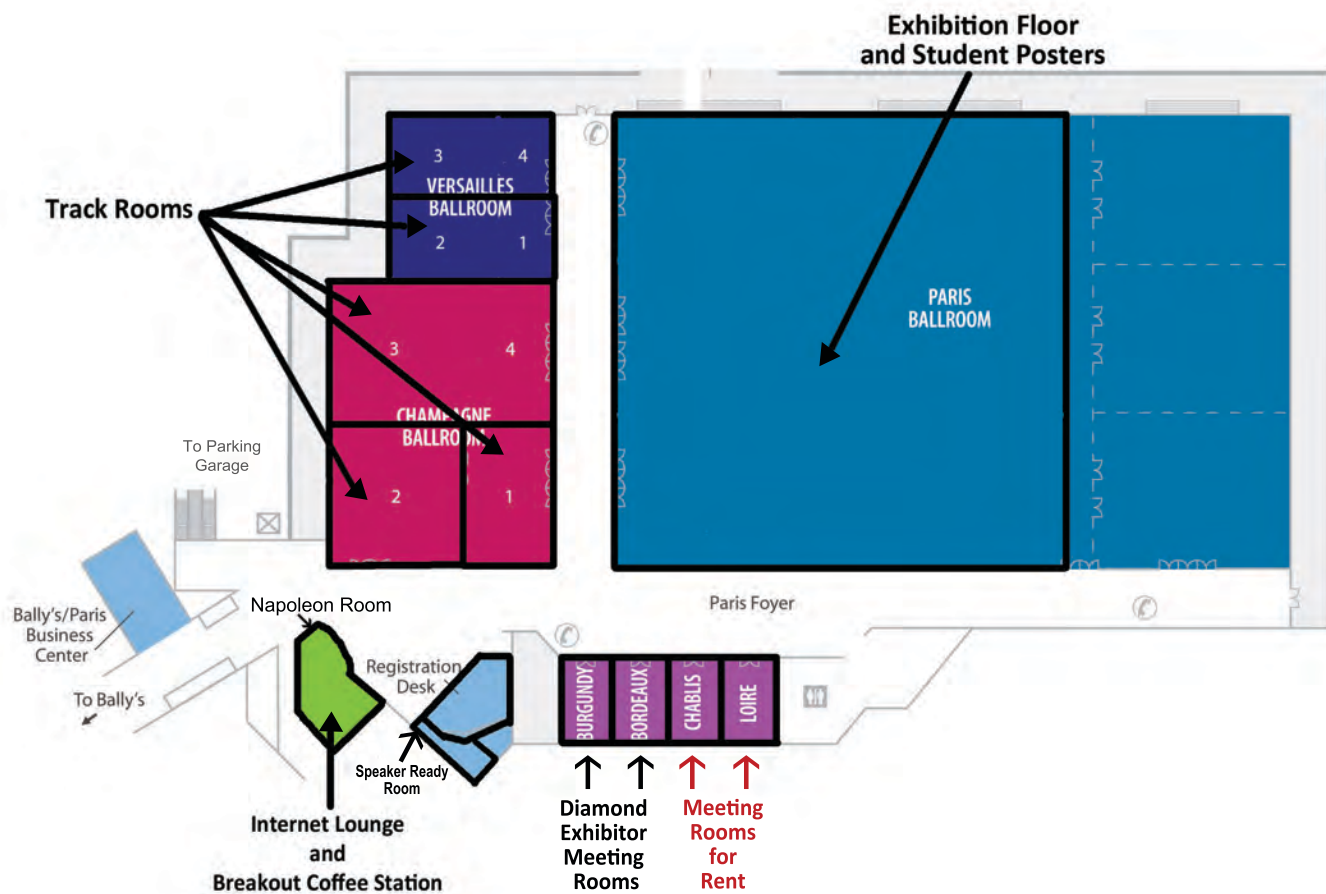 Exhibition Floor
and Student Posters
Track Rooms
3
4
VERSAILLES
BALLROOM
2
1
3
4
CHAMPAGNE
BALLROOM
2
1
PARIS
BALLROOM
To Parking
Garage
Bally's/Paris
Business
Center
To Bally's
Napoleon Room
Registration
Desk
Speaker Ready
Room
Paris Foyer
BURGUNDY
BORDEAUX
CHABLIS
LOIRE
Internet Lounge
and
Breakout Coffee Station
Diamond
Exhibitor
Meeting
Rooms
Meeting
Rooms
for
Rent